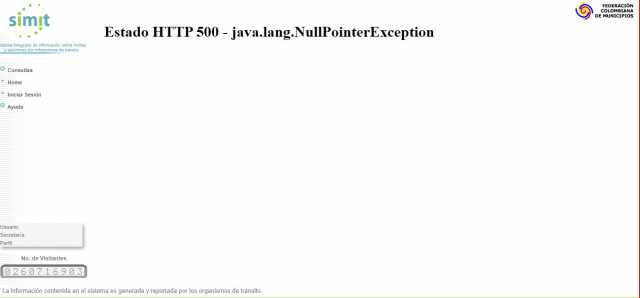 simit
Sistema integrado de información sobre multas
y sanciones por infracciones de tránsito
FEDERACIÓN
COLOMBIANA
DE MUNICIPIOS
Estado HTTP 500 - java.lang.NullPointerException
Consultas
Home
Iniciar Sesión
Ayuda
Usuario:
Secretaría:
Perfil:
No. de Visitantes
0260716903
La información contenida en el sistema es generada y reportada por los organismos de tránsito.